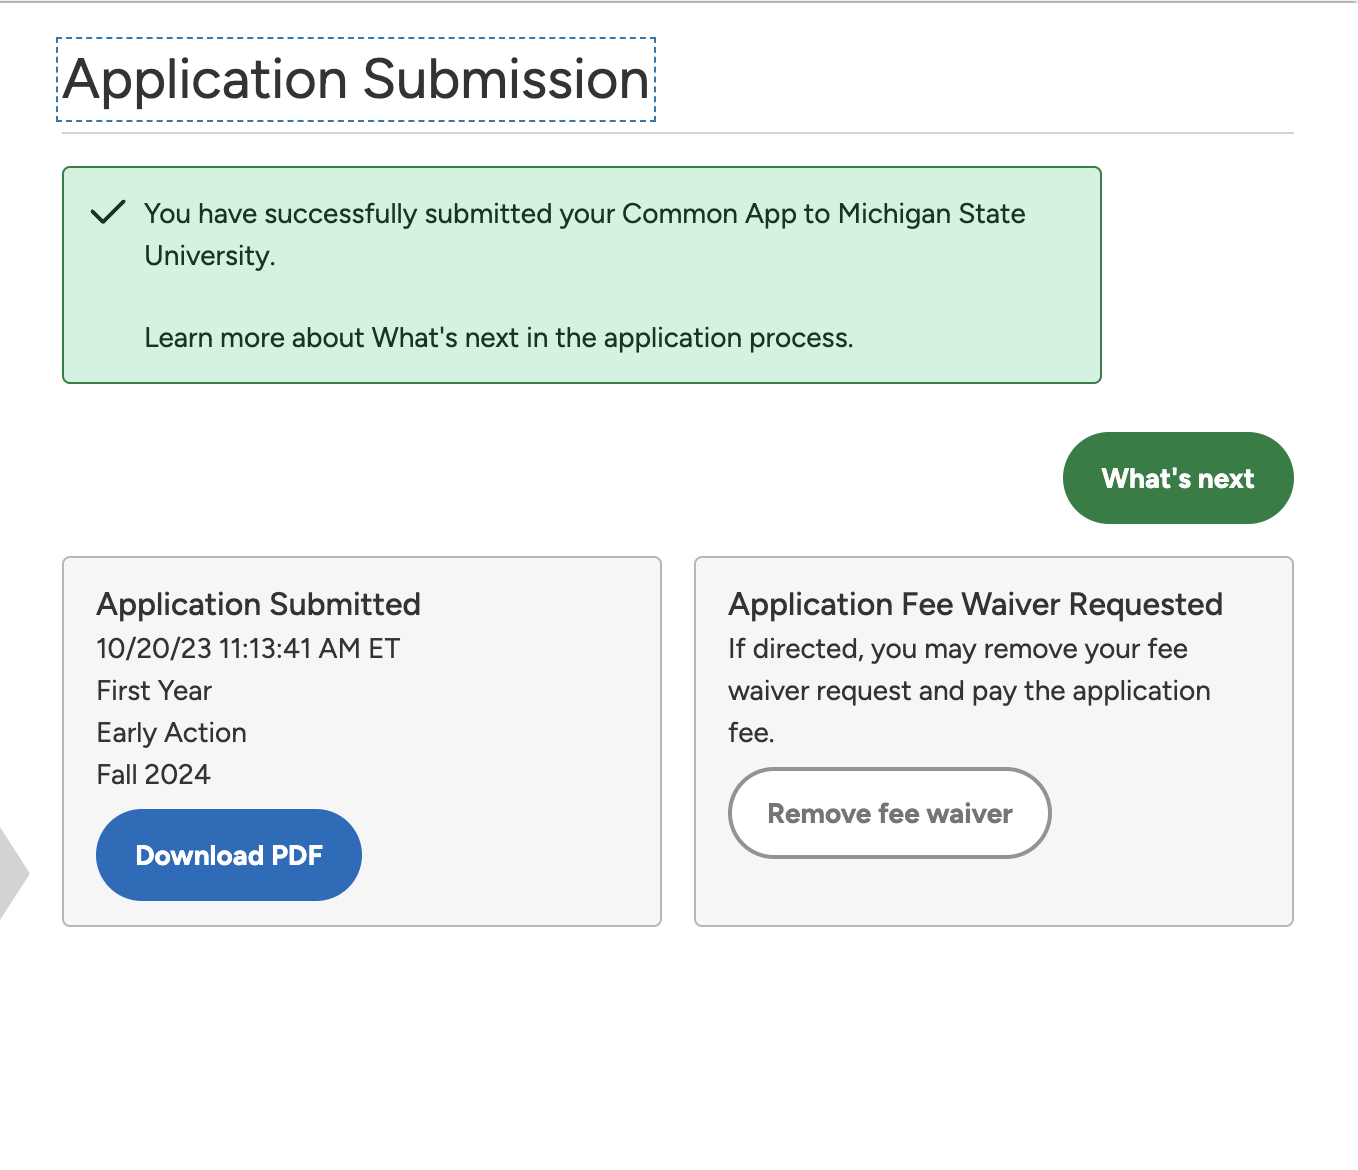 Application Submission
You have successfully submitted your Common App to Michigan State
University.
Learn more about What's next in the application process.
What's next
Application Submitted
10/20/23 11:13:41 AM ET
First Year
Early Action
Fall 2024
Download PDF
Application Fee Waiver Requested
If directed, you may remove your fee
waiver request and pay the application
fee.
Remove fee waiver